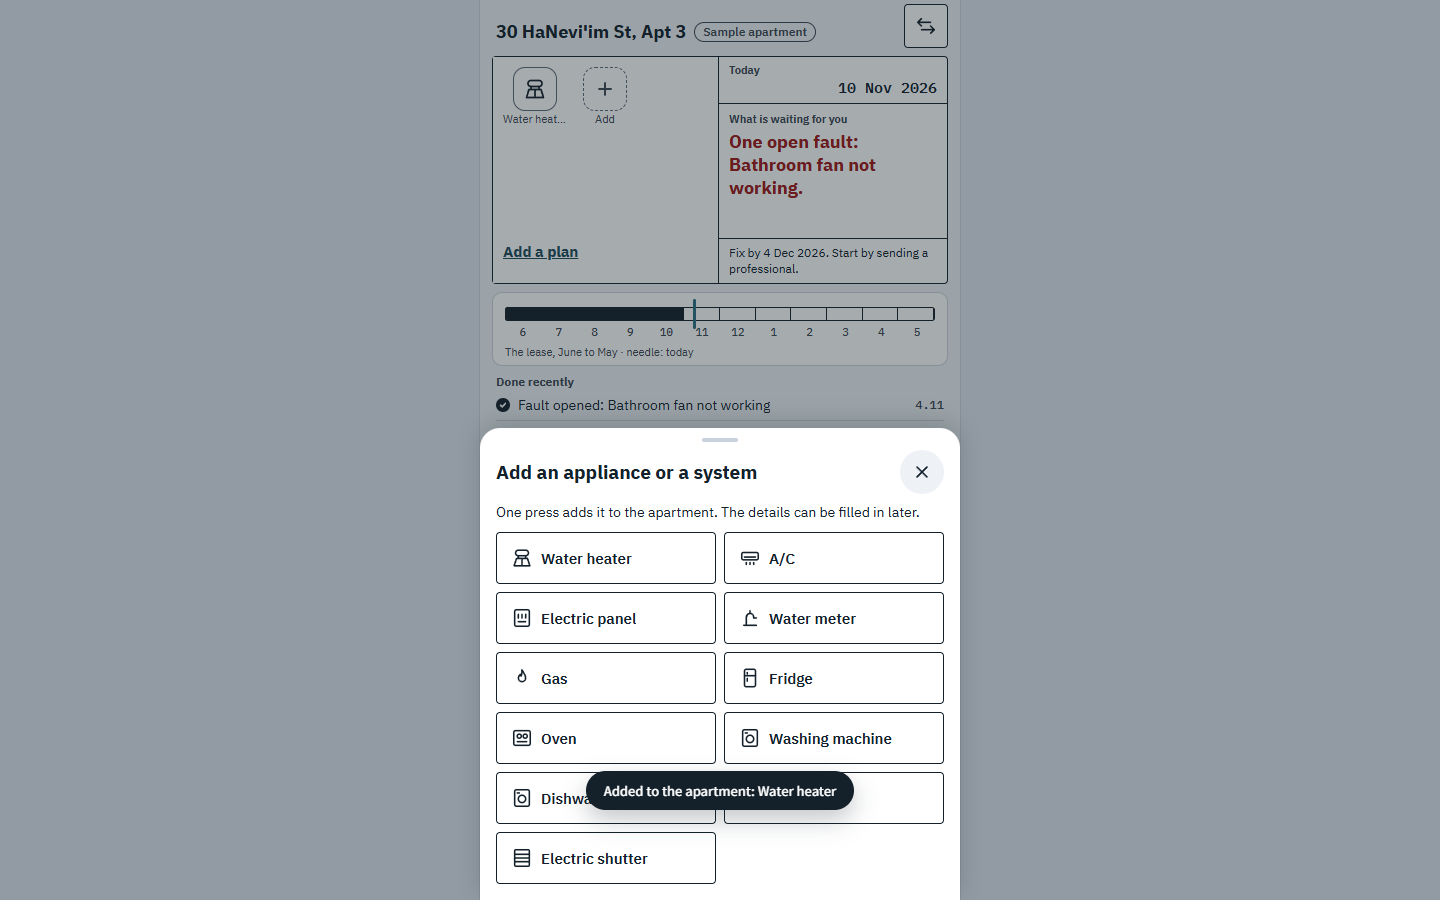 30 HaNevi'im St, Apt 3
Sample apartment
Water heat...
Add
Add a plan
Today
10 Nov 2026
What is waiting for you
One open fault:
Bathroom fan not
working.
Fix by 4 Dec 2026. Start by sending a
professional.
6 7 8 9 10 11 12 1 2 3 4 5
The lease, June to May · needle: today
Done recently
Fault opened: Bathroom fan not working 4.11
Add an appliance or a system
One press adds it to the apartment. The details can be filled in later.
Water heater
A/C
Electric panel
Water meter
Gas
Fridge
Oven
Washing machine
Added to the apartment: Water heater
Electric shutter